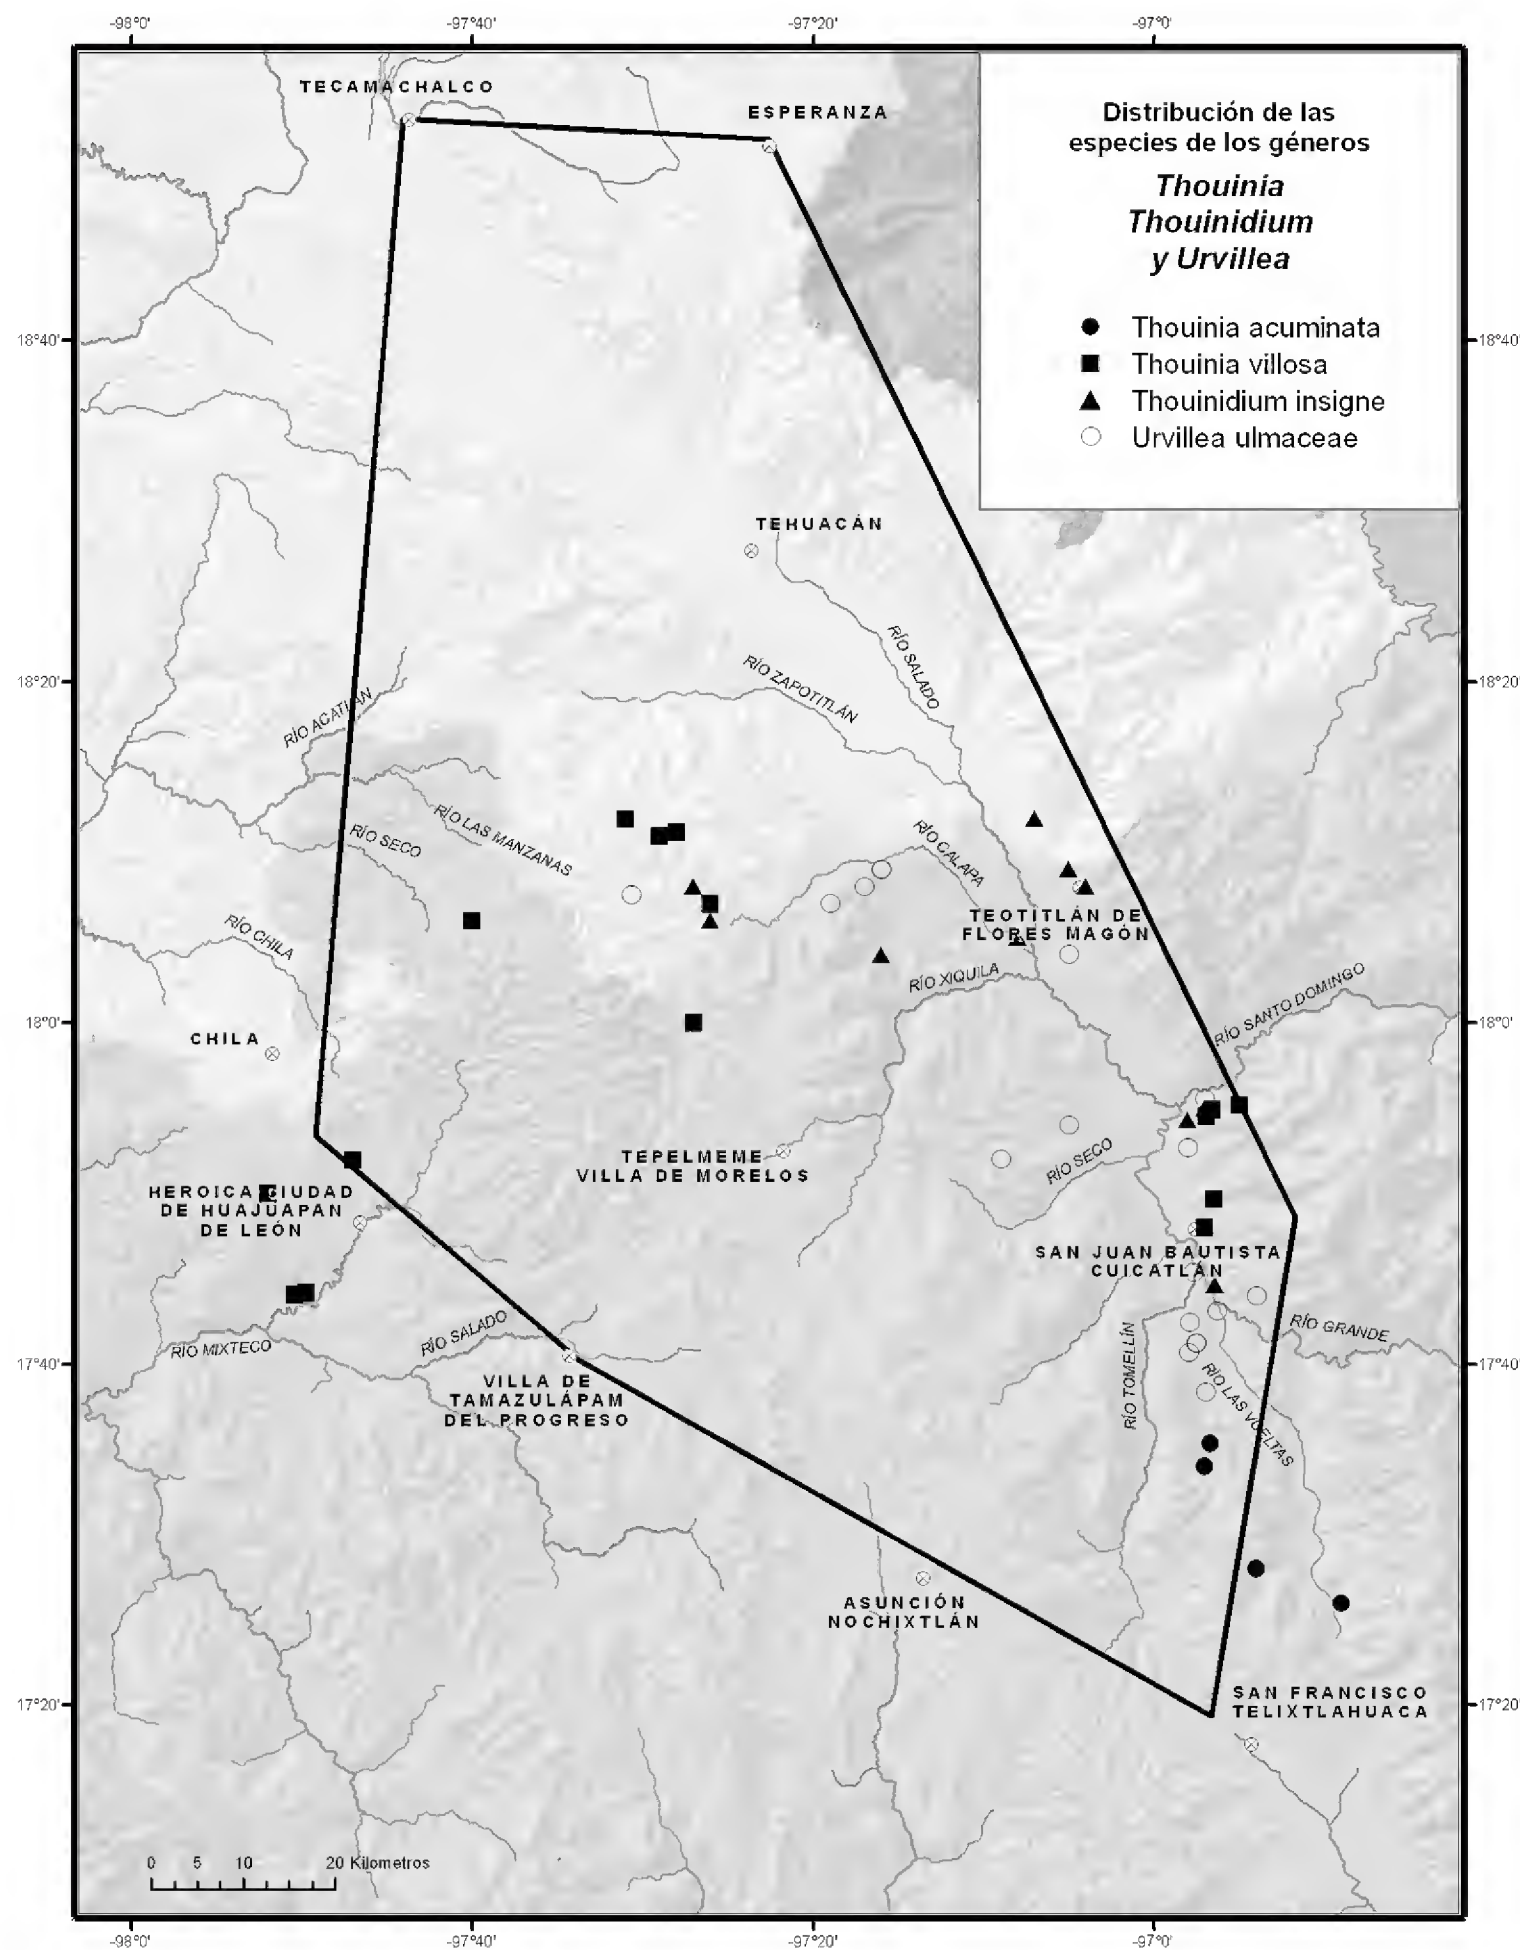 -98°0'
-97°40'
-97°20'
-97°0'
TECAMACHALCO
ESPERANZA
Distribución de las
especies de los géneros
Thouinia
Thouinidium
y Urvillea
Thouinia acuminata
Thouinia villosa
Thouinidium insigne
Urvillea ulmaceae
18°40'
18°40'
TEHUACÁN
RÍO SALADO
RÍO ZAPOTITLÁN
18°20'
18°20'
RÍO ACATLÁN
RÍO LAS MANZANAS
RÍO SECO
RÍO CALAPA
TEOTITLÁN DE
FLORES MAGÓN
RÍO CHILA
RÍO XIQUILA
RÍO SANTO DOMINGO
18°0'
18°0'
CHILA
TEPELMEME
VILLA DE MORELOS
RÍO SECO
HEROICA CIUDAD
DE HUAJUAPAN
DE LEÓN
SAN JUAN BAUTISTA
CUICATLÁN
RÍO SALADO
RÍO MIXTECO
RÍO GRANDE
17°40'
17°40'
RÍO TOMELLÍN
RÍO LAS VUELTAS
VILLA DE
TAMAZULÁPAM
DEL PROGRESO
ASUNCIÓN
NOCHIXTLÁN
17°20'
17°20'
SAN FRANCISCO
TELIXTLAHUACA
0 5 10 20 Kilometros
-98°0'
-97°40'
-97°20'
-97°0'